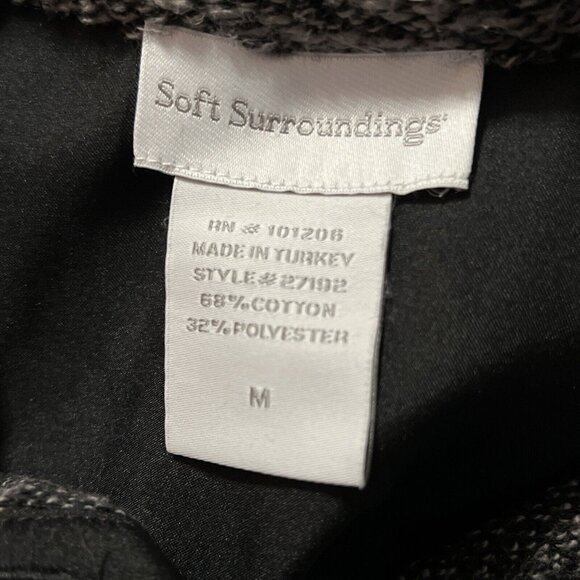 Soft Surroundings
RN # 101206
MADE IN TURKEY
STYLE#27192
68%COTTON
32%POLYESTER
M